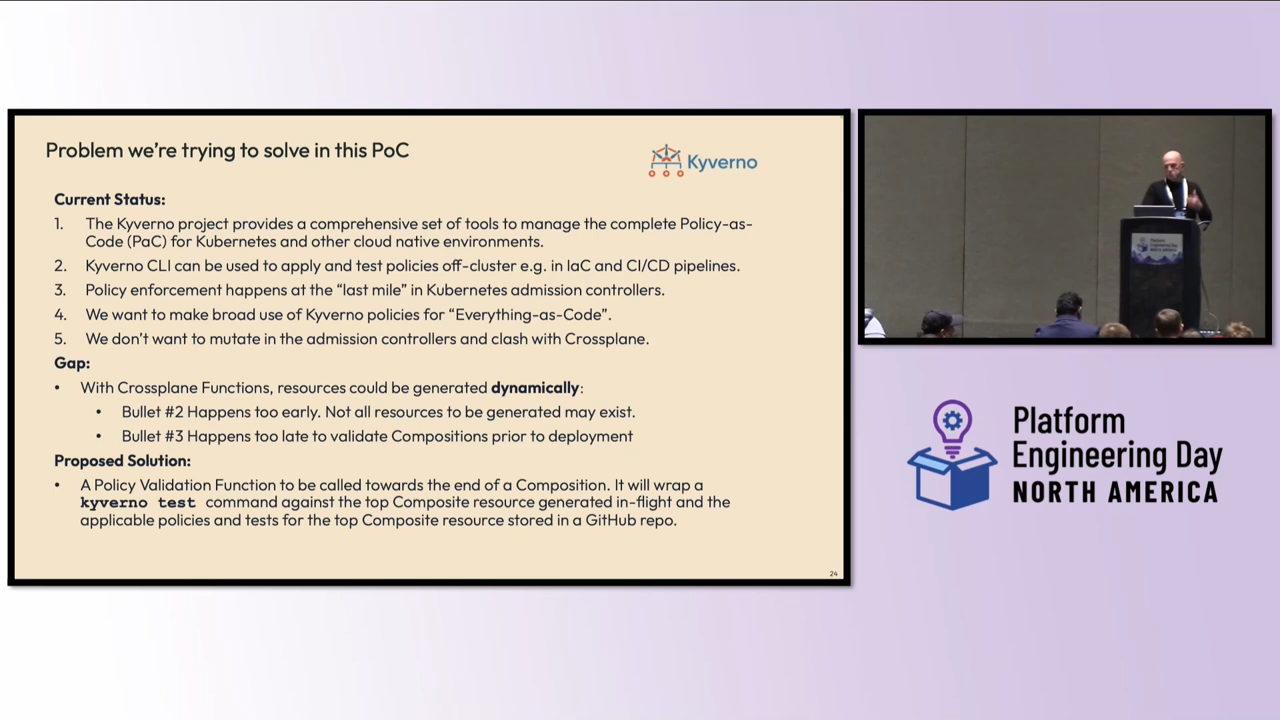 Problem we're trying to solve in this PoC
Kyverno
Current Status:
1. The Kyverno project provides a comprehensive set of tools to manage the complete Policy-as-
Code (PaC) for Kubernetes and other cloud native environments.
2. Kyverno CLI can be used to apply and test policies off-cluster e.g. in IaC and CI/CD pipelines.
3. Policy enforcement happens at the “last mile” in Kubernetes admission controllers.
4. We want to make broad use of Kyverno policies for “Everything-as-Code”.
5. We don't want to mutate in the admission controllers and clash with Crossplane.
Gap:
• With Crossplane Functions, resources could be generated dynamically:
• Bullet #2 Happens too early. Not all resources to be generated may exist.
• Bullet #3 Happens too late to validate Compositions prior to deployment
Proposed Solution:
• A Policy Validation Function to be called towards the end of a Composition. It will wrap a
kyverno test command against the top Composite resource generated in-flight and the
applicable policies and tests for the top Composite resource stored in a GitHub repo.
24
Platform
Engineering Day
NORTH AMERICA